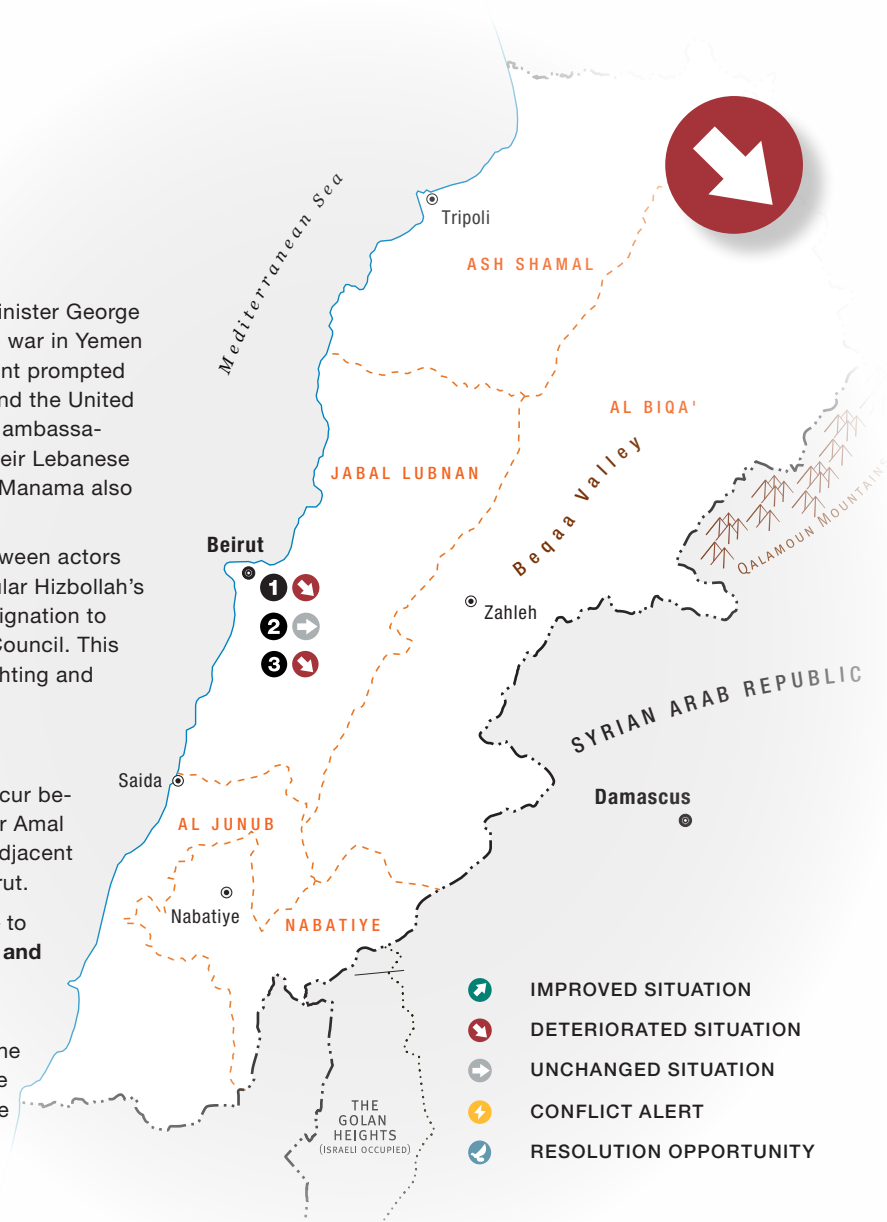 inister George
war in Yemen
nt prompted
nd the United
ambassa-
eir Lebanese
Manama also
ween actors
ular Hizbollah's
ignation to
Council. This
hting and
cur be-
r Amal
djacent
rut.
to
and
ne
e
e
Mediterranean Sea
Tripoli
ASH SHAMAL
AL BIQA'
JABAL LUBNAN
Beqaa Valley
QALAMOUN MOUNTAINS
Beirut
1
2
3
Zahleh
SYRIAN ARAB REPUBLIC
Saida
Damascus
AL JUNUB
Nabatiye
NABATIYE
THE
GOLAN
HEIGHTS
(ISRAELI OCCUPIED)
IMPROVED SITUATION
DETERIORATED SITUATION
UNCHANGED SITUATION
CONFLICT ALERT
RESOLUTION OPPORTUNITY